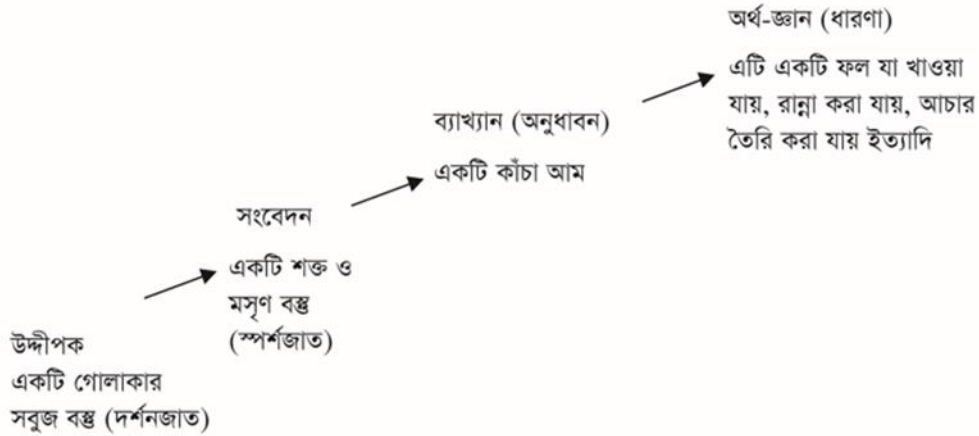 অর্থ-জ্ঞান (ধারণা)
এটি একটি ফল যা খাওয়া
যায়, রান্না করা যায়, আচার
তৈরি করা যায় ইত্যাদি
ব্যাখ্যান (অনুধাবন)
একটি কাঁচা আম
সংবেদন
একটি শক্ত ও
মসৃণ বস্তু
(স্পর্শজাত)
উদ্দীপক
একটি গোলাকার
সবুজ বস্তু (দর্শনজাত)